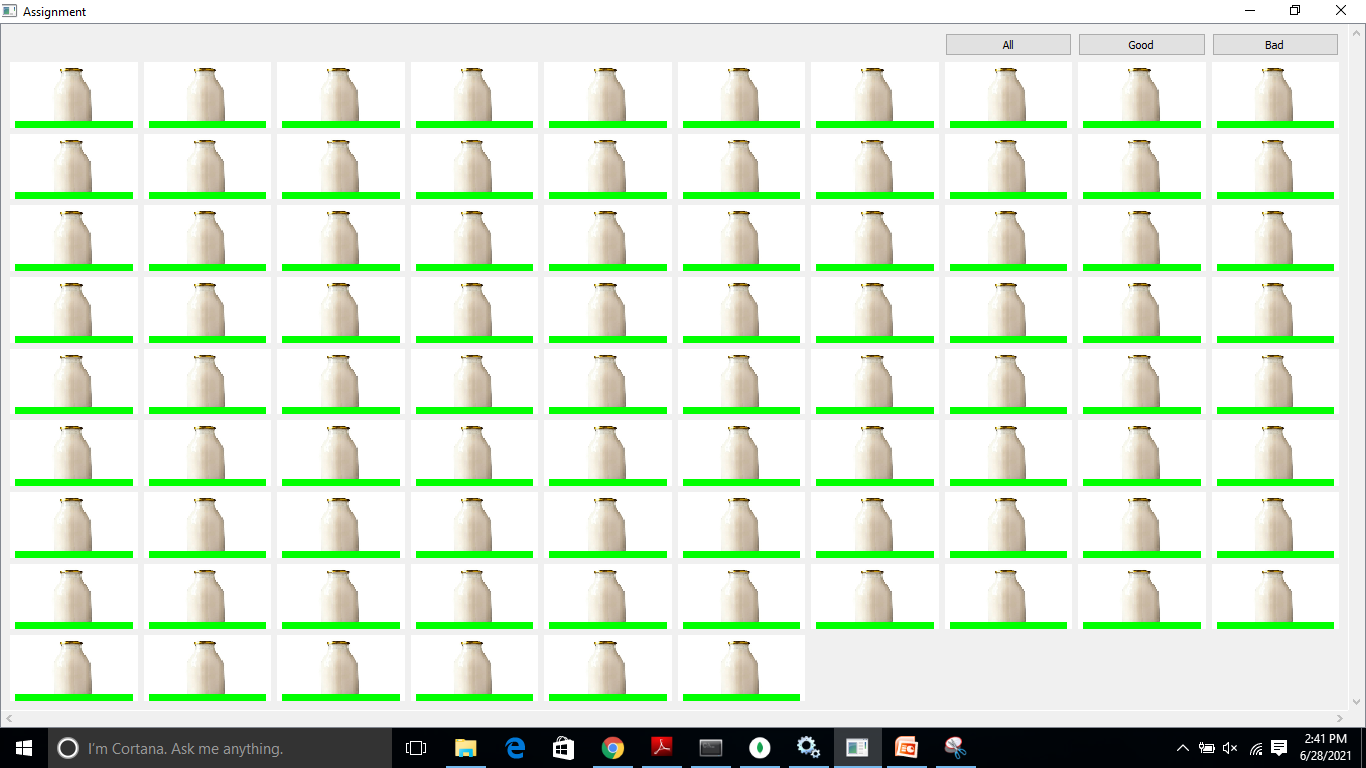 Assignment
All
Good
Bad
I'm Cortana. Ask me anything.
2:41 PM
6/28/2021